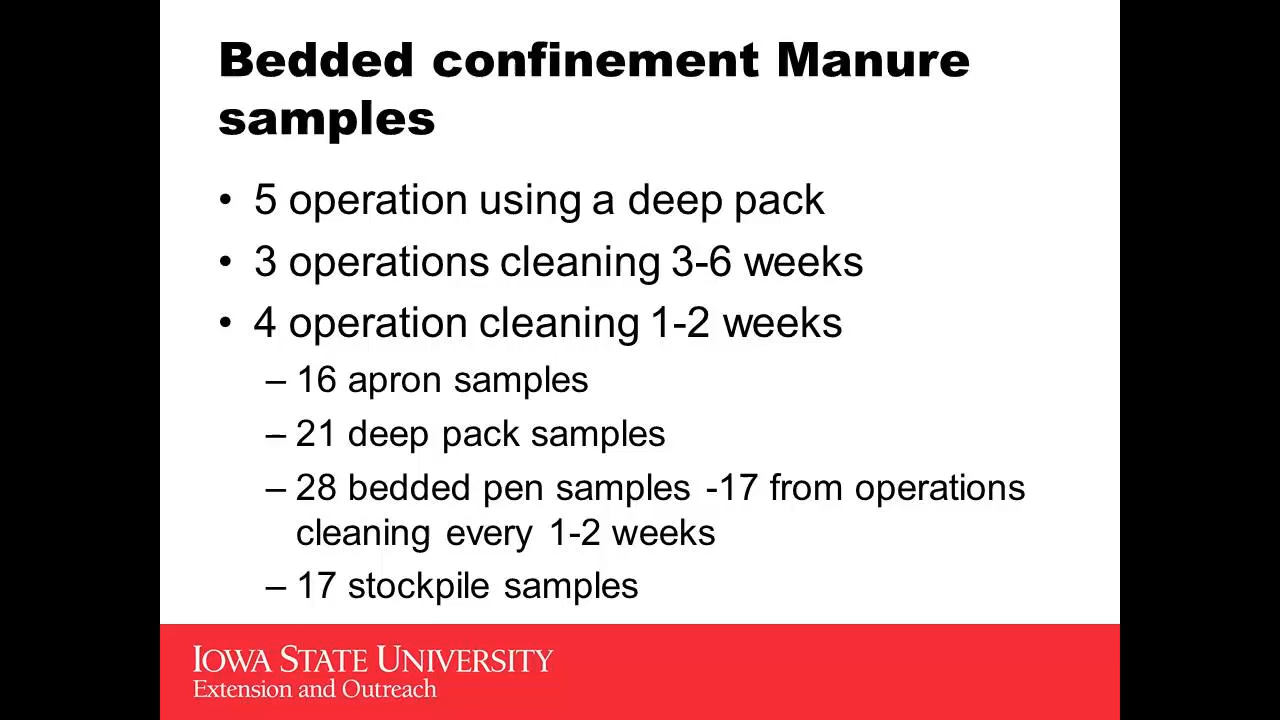 Bedded confinement Manure
samples
• 5 operation using a deep pack
• 3 operations cleaning 3-6 weeks
• 4 operation cleaning 1-2 weeks
– 16 apron samples
– 21 deep pack samples
– 28 bedded pen samples -17 from operations
cleaning every 1-2 weeks
– 17 stockpile samples
IOWA STATE UNIVERSITY
Extension and Outreach